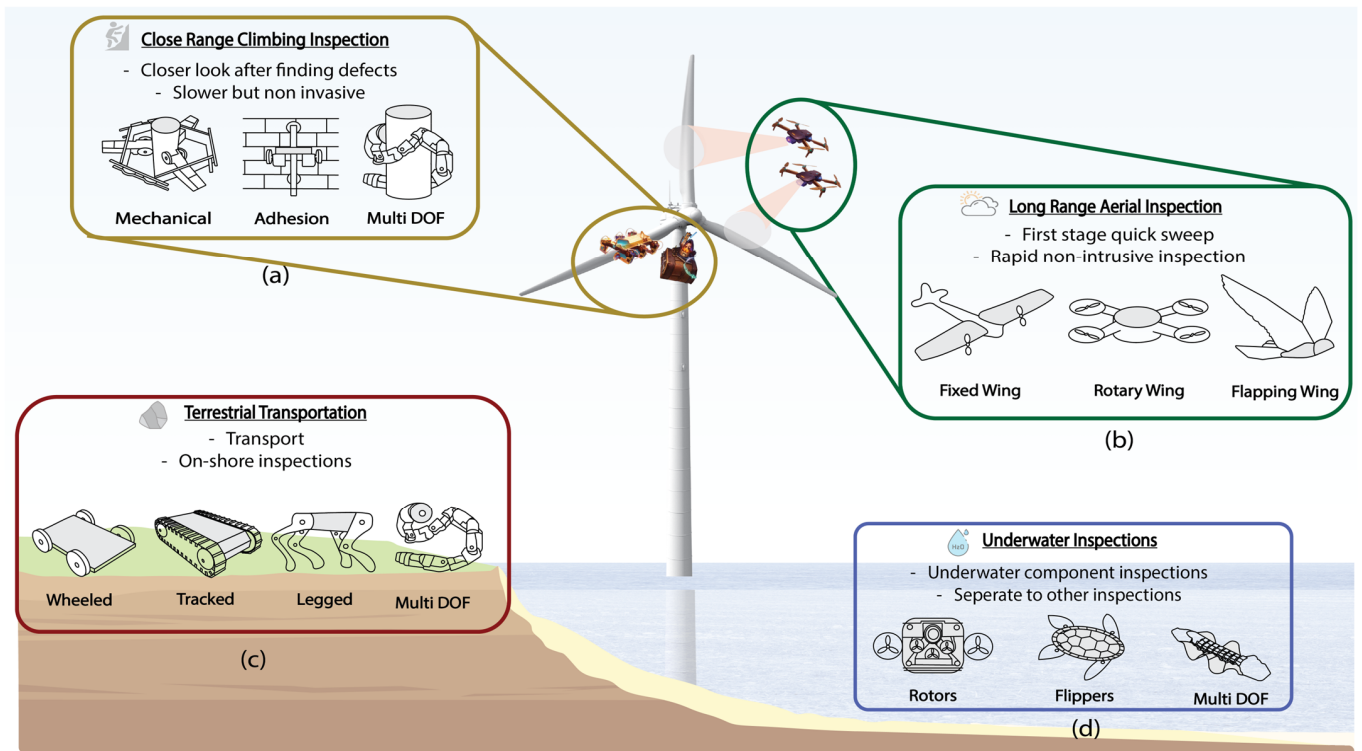 Close Range Climbing Inspection
- Closer look after finding defects
- Slower but non invasive
Mechanical
Adhesion
Multi DOF
(a)
Long Range Aerial Inspection
- First stage quick sweep
- Rapid non-intrusive inspection
Fixed Wing
Rotary Wing
Flapping Wing
(b)
Terrestrial Transportation
- Transport
- On-shore inspections
Wheeled
Tracked
Legged
Multi DOF
(c)
H₂O
Underwater Inspections
- Underwater component inspections
- Seperate to other inspections
Rotors
Flippers
Multi DOF
(d)